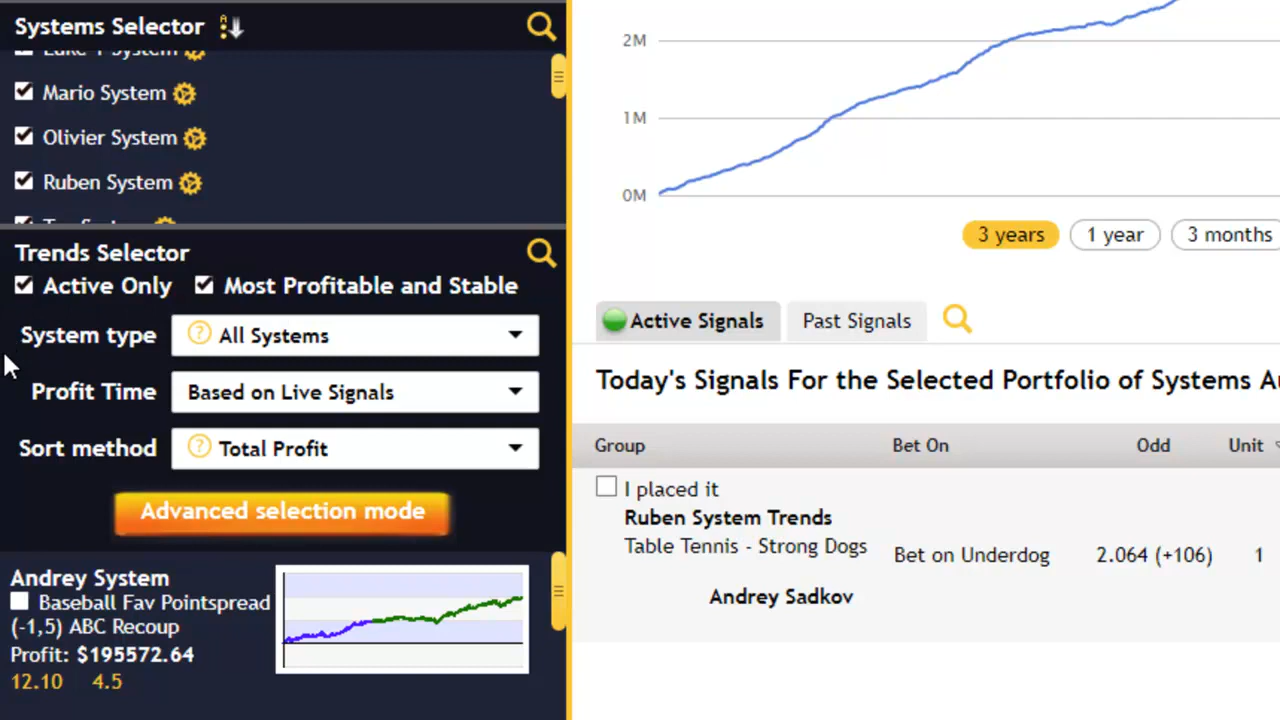 Systems Selector
Mario System
Olivier System
Ruben System
Trends Selector
Active Only Most Profitable and Stable
System type ? All Systems
Profit Time Based on Live Signals
Sort method ? Total Profit
Advanced selection mode
Andrey System
Baseball Fav Pointspread
(-1,5) ABC Recoup
Profit: $195572.64
12.10 4.5
2M
1M
0M
3 years 1 year 3 months
Active Signals Past Signals
Today's Signals For the Selected Portfolio of Systems
Group Bet On Odd Unit
I placed it
Ruben System Trends
Table Tennis - Strong Dogs
Bet on Underdog 2.064 (+106) 1
Andrey Sadkov